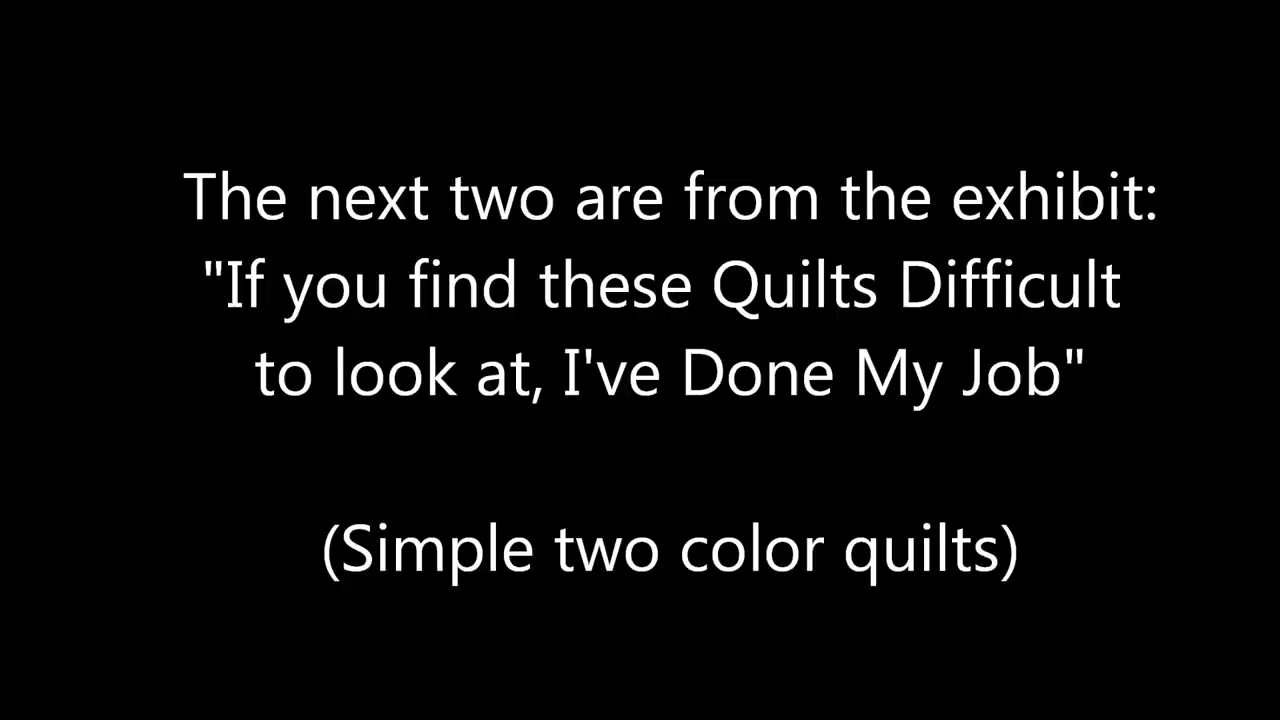 The next two are from the exhibit:
"If you find these Quilts Difficult
to look at, I've Done My Job"
(Simple two color quilts)